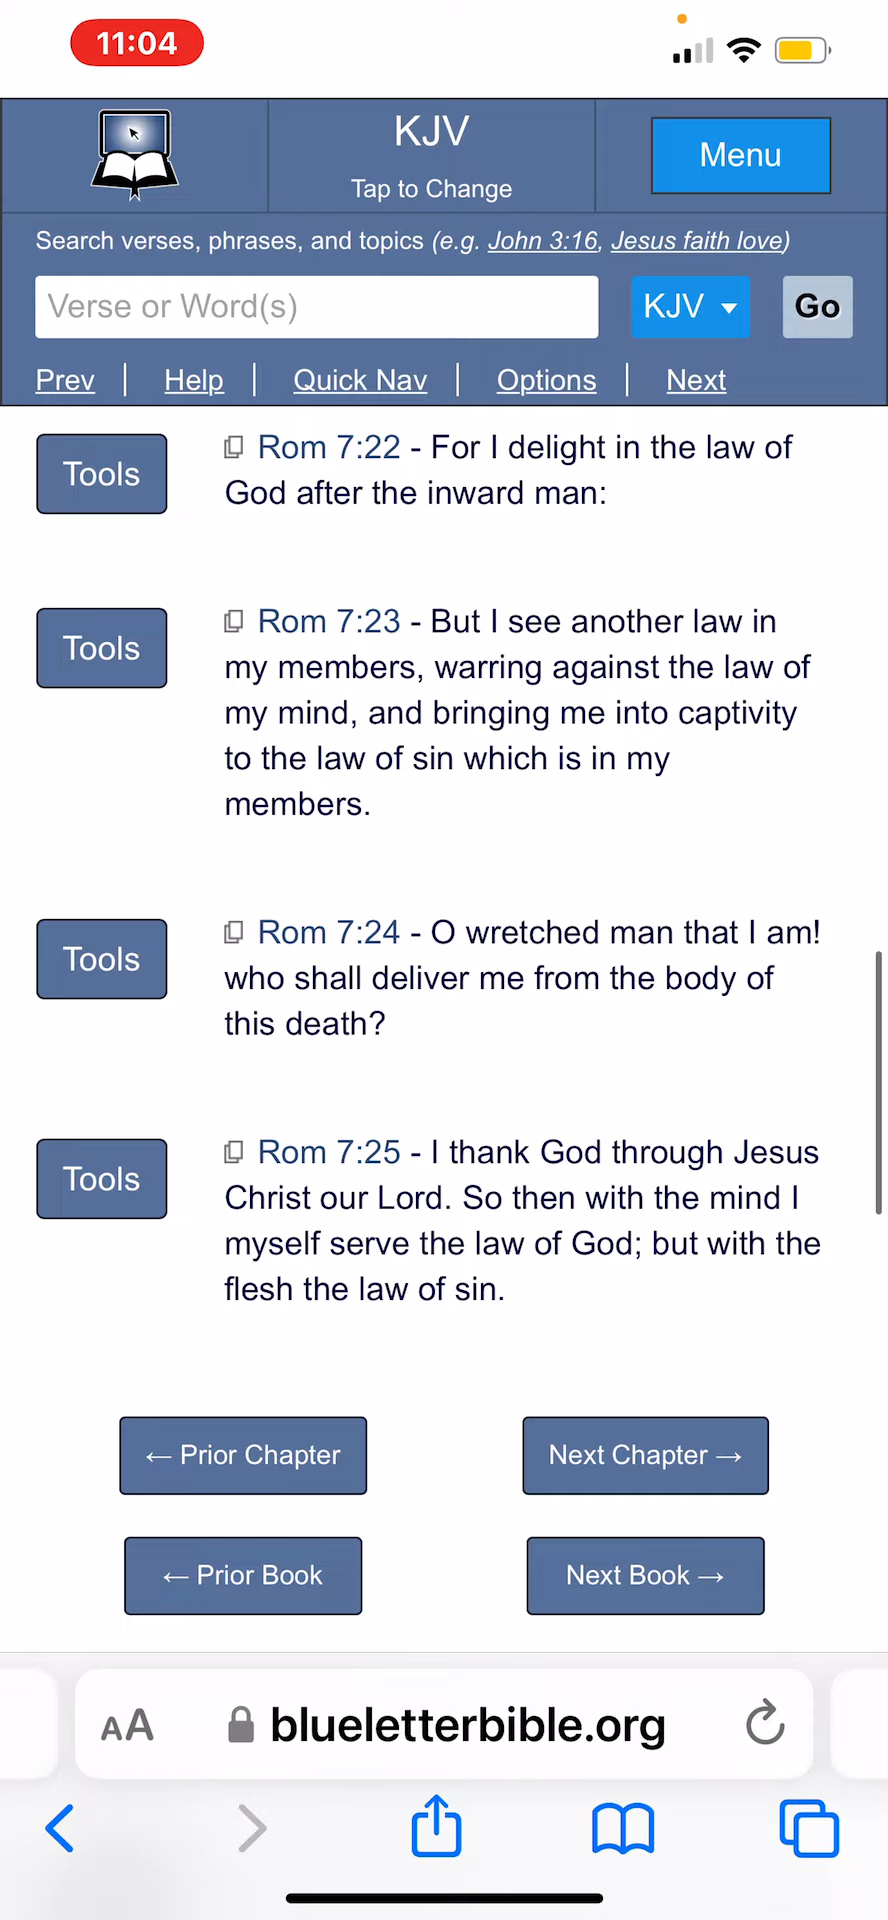 11:04
KJV
Tap to Change
Menu
Search verses, phrases, and topics (e.g. John 3:16, Jesus faith love)
Verse or Word(s)
KJV
Go
Prev | Help | Quick Nav | Options | Next
Tools
Rom 7:22 - For I delight in the law of
God after the inward man:
Tools
Rom 7:23 - But I see another law in
my members, warring against the law of
my mind, and bringing me into captivity
to the law of sin which is in my
members.
Tools
Rom 7:24 - O wretched man that I am!
who shall deliver me from the body of
this death?
Tools
Rom 7:25 - I thank God through Jesus
Christ our Lord. So then with the mind I
myself serve the law of God; but with the
flesh the law of sin.
← Prior Chapter
Next Chapter →
← Prior Book
Next Book →
AA
blueletterbible.org